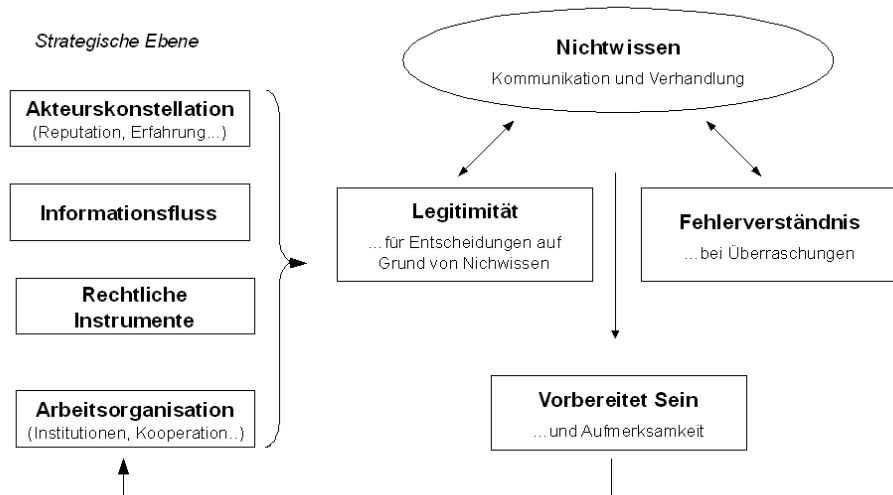 Strategische Ebene
Akteurskonstellation
(Reputation, Erfahrung...)
Informationsfluss
Rechtliche
Instrumente
Arbeitsorganisation
(Institutionen, Kooperation..)
Nichtwissen
Kommunikation und Verhandlung
Legitimität
...für Entscheidungen auf
Grund von Nichwissen
Fehlerverständnis
...bei Überraschungen
Vorbereitet Sein
...und Aufmerksamkeit